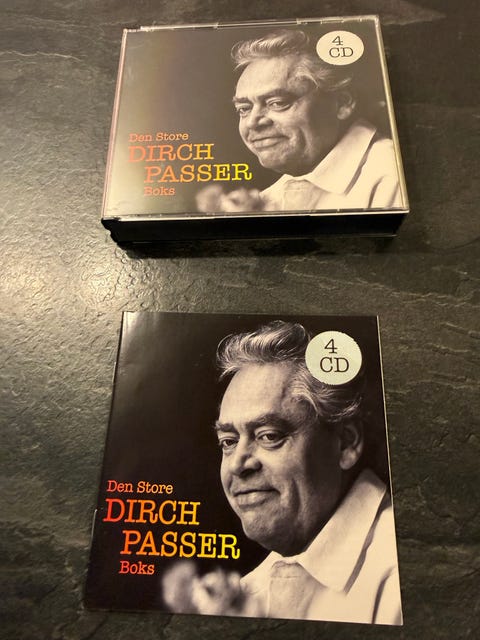 4
CD
Den Store
DIRCH
PASSER
Boks
4
CD
Den Store
DIRCH
PASSER
Boks